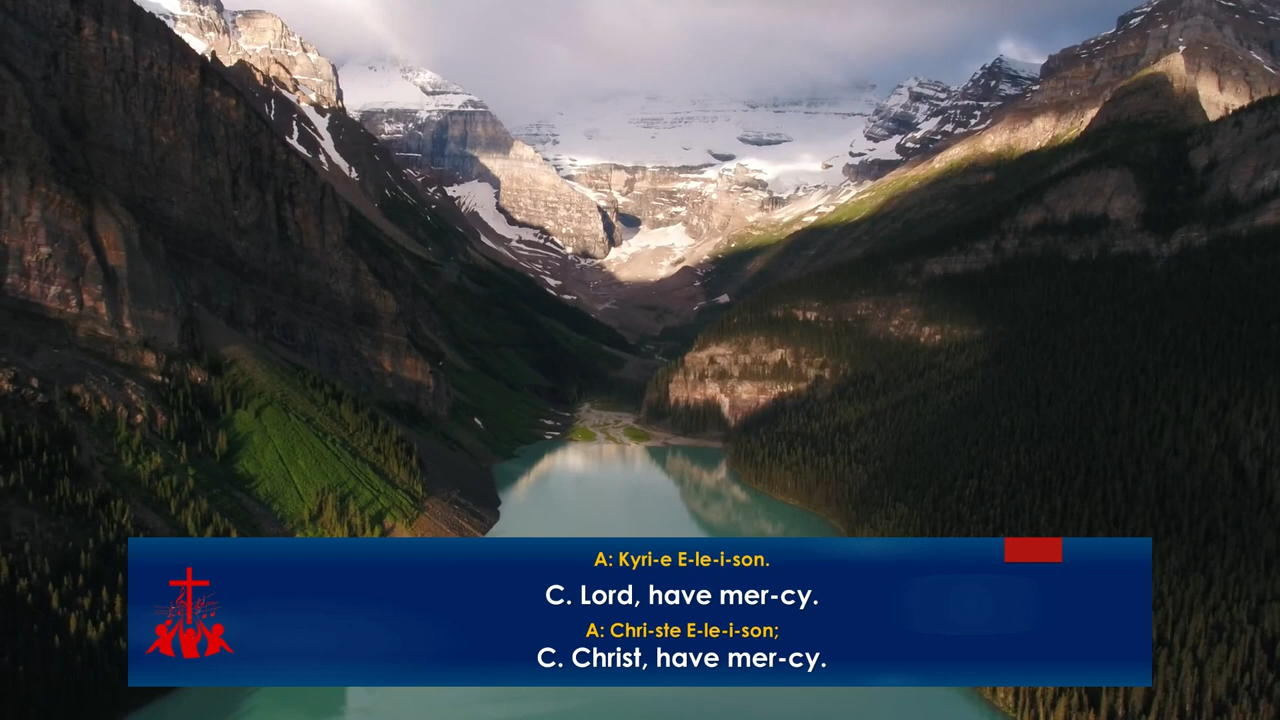 A: Kyri-e E-le-i-son.
C. Lord, have mer-cy.
A: Chri-ste E-le-i-son;
C. Christ, have mer-cy.